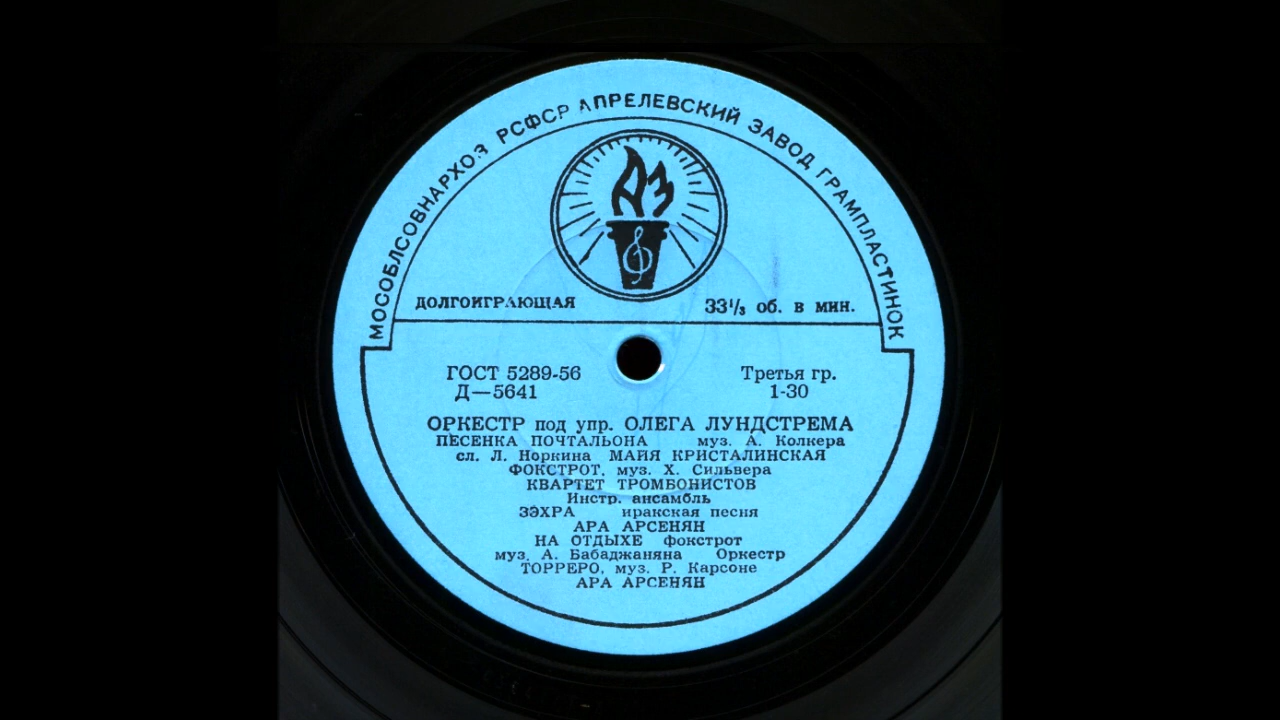 МОСОБЛСОВНАРХОЗ РСФСР АПРЕЛЕВСКИЙ ЗАВОД ГРАМПЛАСТИНОК
АЗ
ДОЛГОИГРАЮЩАЯ 33⅓ об. в мин.
ГОСТ 5289-56 Третья гр.
Д—5641 1-30
ОРКЕСТР под упр. ОЛЕГА ЛУНДСТРЕМА
ПЕСЕНКА ПОЧТАЛЬОНА муз. А. Колкера
сл. Л. Норкина МАЙЯ КРИСТАЛИНСКАЯ
ФОКСТРОТ, муз. Х. Сильвера
КВАРТЕТ ТРОМБОНИСТОВ
Инстр. ансамбль
ЗЭХРА иракская песня
АРА АРСЕНЯН
НА ОТДЫХЕ фокстрот
муз. А. Бабаджаняна Оркестр
ТОРРЕРО, муз. Р. Карсоне
АРА АРСЕНЯН